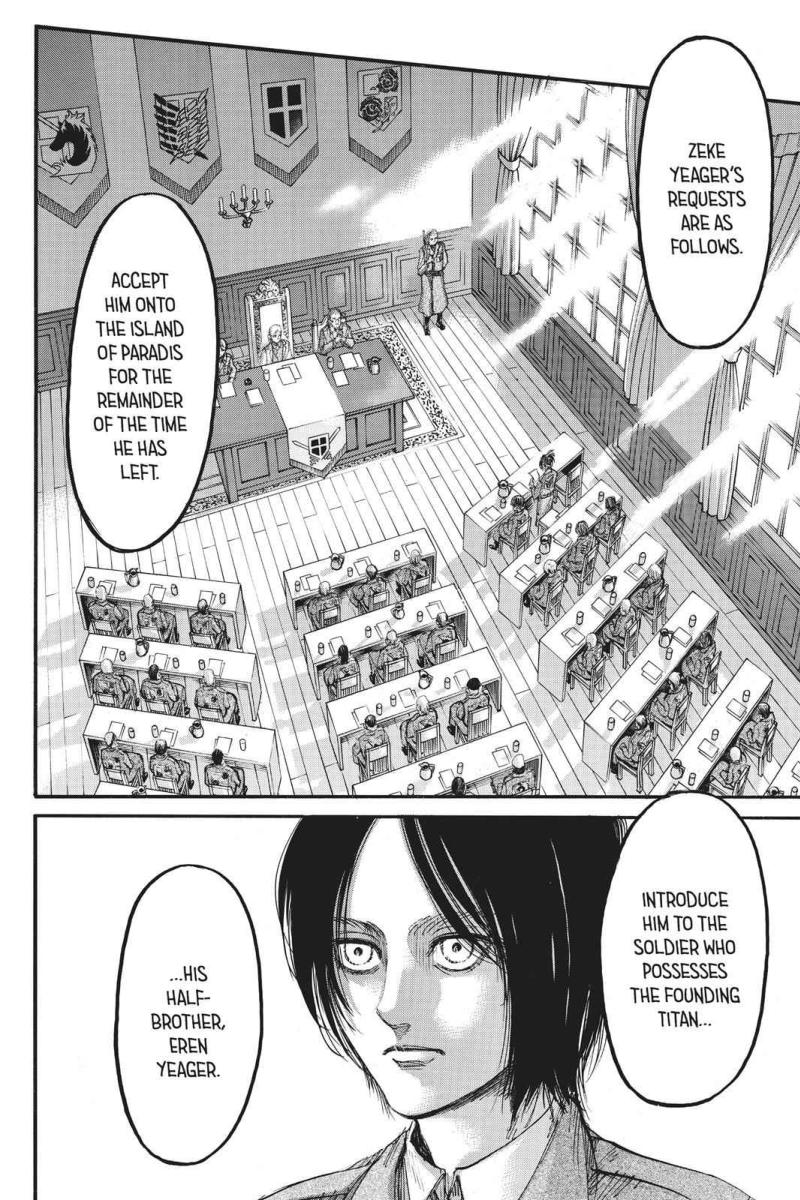 ZEKE
YEAGER'S
REQUESTS
ARE AS
FOLLOWS.
ACCEPT
HIM ONTO
THE ISLAND
OF PARADIS
FOR THE
REMAINDER
OF THE TIME
HE HAS
LEFT.
INTRODUCE
HIM TO THE
SOLDIER WHO
POSSESSES
THE FOUNDING
TITAN...
...HIS
HALF-
BROTHER,
EREN
YEAGER.